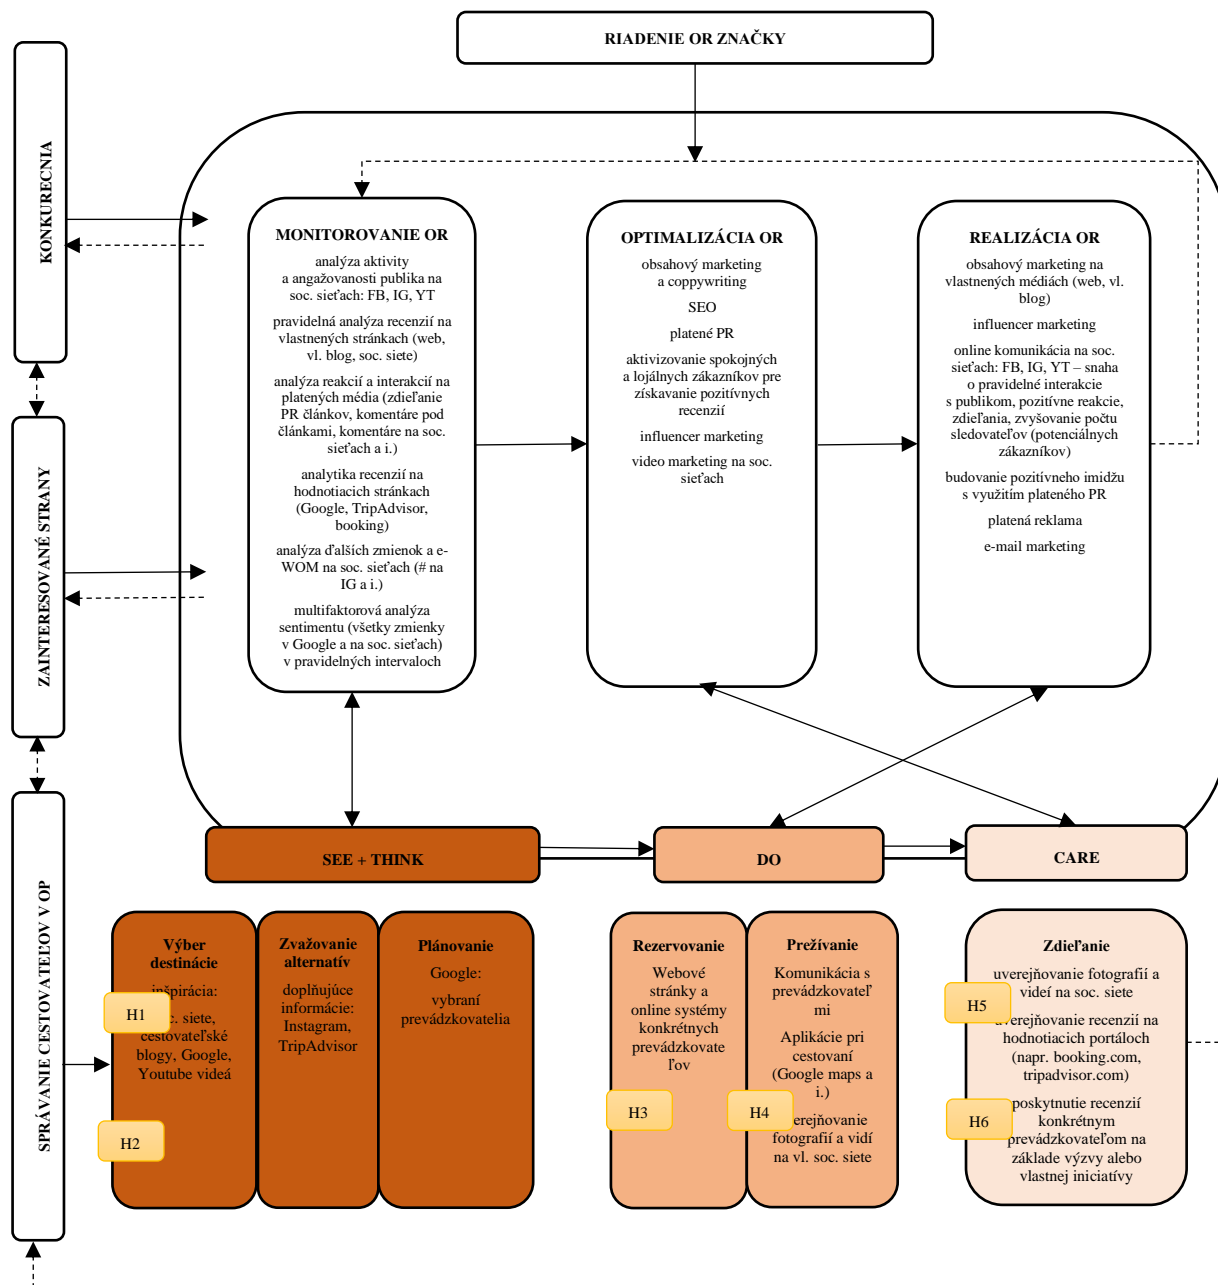 RIADENIE OR ZNAČKY
KONKURECNIA
ZAINTERESOVANÉ STRANY
SPRÁVANIE CESTOVATEĽOV V OP
MONITOROVANIE OR
analýza aktivity
a angažovanosti publika na
soc. sieťach: FB, IG, YT
pravidelná analýza recenzií na
vlastnených stránkach (web,
vl. blog, soc. siete)
analýza reakcií a interakcií na
platených média (zdieľanie
PR článkov, komentáre pod
článkami, komentáre na soc.
sieťach a i.)
analytika recenzií na
hodnotiacich stránkach
(Google, TripAdvisor,
booking)
analýza ďalších zmienok a e-
WOM na soc. sieťach (# na
IG a i.)
multifaktorová analýza
sentimentu (všetky zmienky
v Google a na soc. sieťach)
v pravidelných intervaloch
OPTIMALIZÁCIA OR
obsahový marketing
a coppywriting
SEO
platené PR
aktivizovanie spokojných
a lojálnych zákazníkov pre
získavanie pozitívnych
recenzií
influencer marketing
video marketing na soc.
sieťach
REALIZÁCIA OR
obsahový marketing na
vlastnených médiách (web, vl.
blog)
influencer marketing
online komunikácia na soc.
sieťach: FB, IG, YT – snaha
o pravidelné interakcie
s publikom, pozitívne reakcie,
zdieľania, zvyšovanie počtu
sledovateľov (potenciálnych
zákazníkov)
budovanie pozitívneho imidžu
s využitím plateného PR
platená reklama
e-mail marketing
SEE + THINK
DO
CARE
Výber
destinácie
inšpirácia:
siete,
cestovateľské
blogy, Google,
Youtube videá
H1
H2
Zvažovanie
alternatív
doplňujúce
informácie:
Instagram,
TripAdvisor
Plánovanie
Google:
vybraní
prevádzkovatelia
Rezervovanie
Webové
stránky a
online systémy
konkrétnych
prevádzkovate
ľov
H3
Prežívanie
Komunikácia s
prevádzkovateľ
mi
Aplikácie pri
cestovaní
(Google maps a
i.)
H4
fotografií a vidí
na vl. soc. siete
Zdieľanie
uverejňovanie fotografií a
videí na soc. siete
H5
recenzií na
hodnotiacich portáloch
(napr. booking.com,
tripadvisor.com)
H6
poskytnutie recenzií
konkrétnym
prevádzkovateľom na
základe výzvy alebo
vlastnej iniciatívy